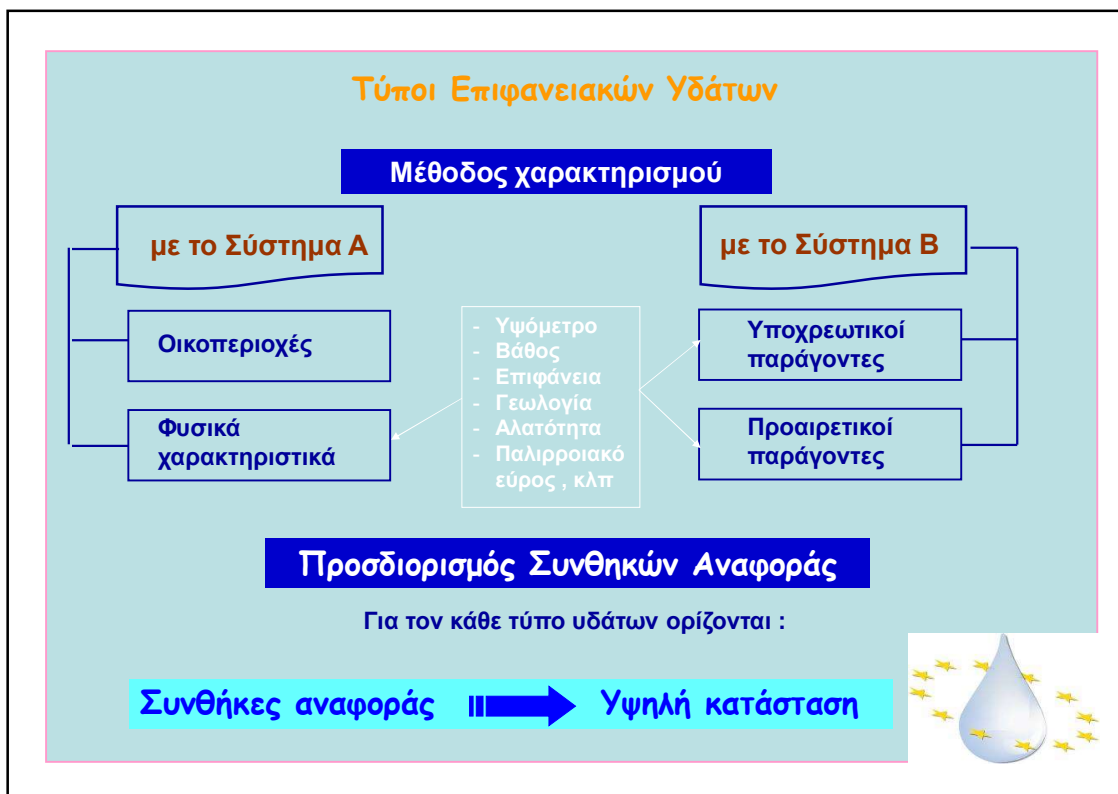 Τύποι Επιφανειακών Υδάτων
Μέθοδος χαρακτηρισμού
με το Σύστημα Α
Οικοπεριοχές
Φυσικά
χαρακτηριστικά
- Υψόμετρο
- Βάθος
- Επιφάνεια
- Γεωλογία
- Αλατότητα
- Παλιρροιακό
εύρος , κλπ
με το Σύστημα Β
Υποχρεωτικοί
παράγοντες
Προαιρετικοί
παράγοντες
Προσδιορισμός Συνθηκών Αναφοράς
Για τον κάθε τύπο υδάτων ορίζονται :
Συνθήκες αναφοράς Υψηλή κατάσταση